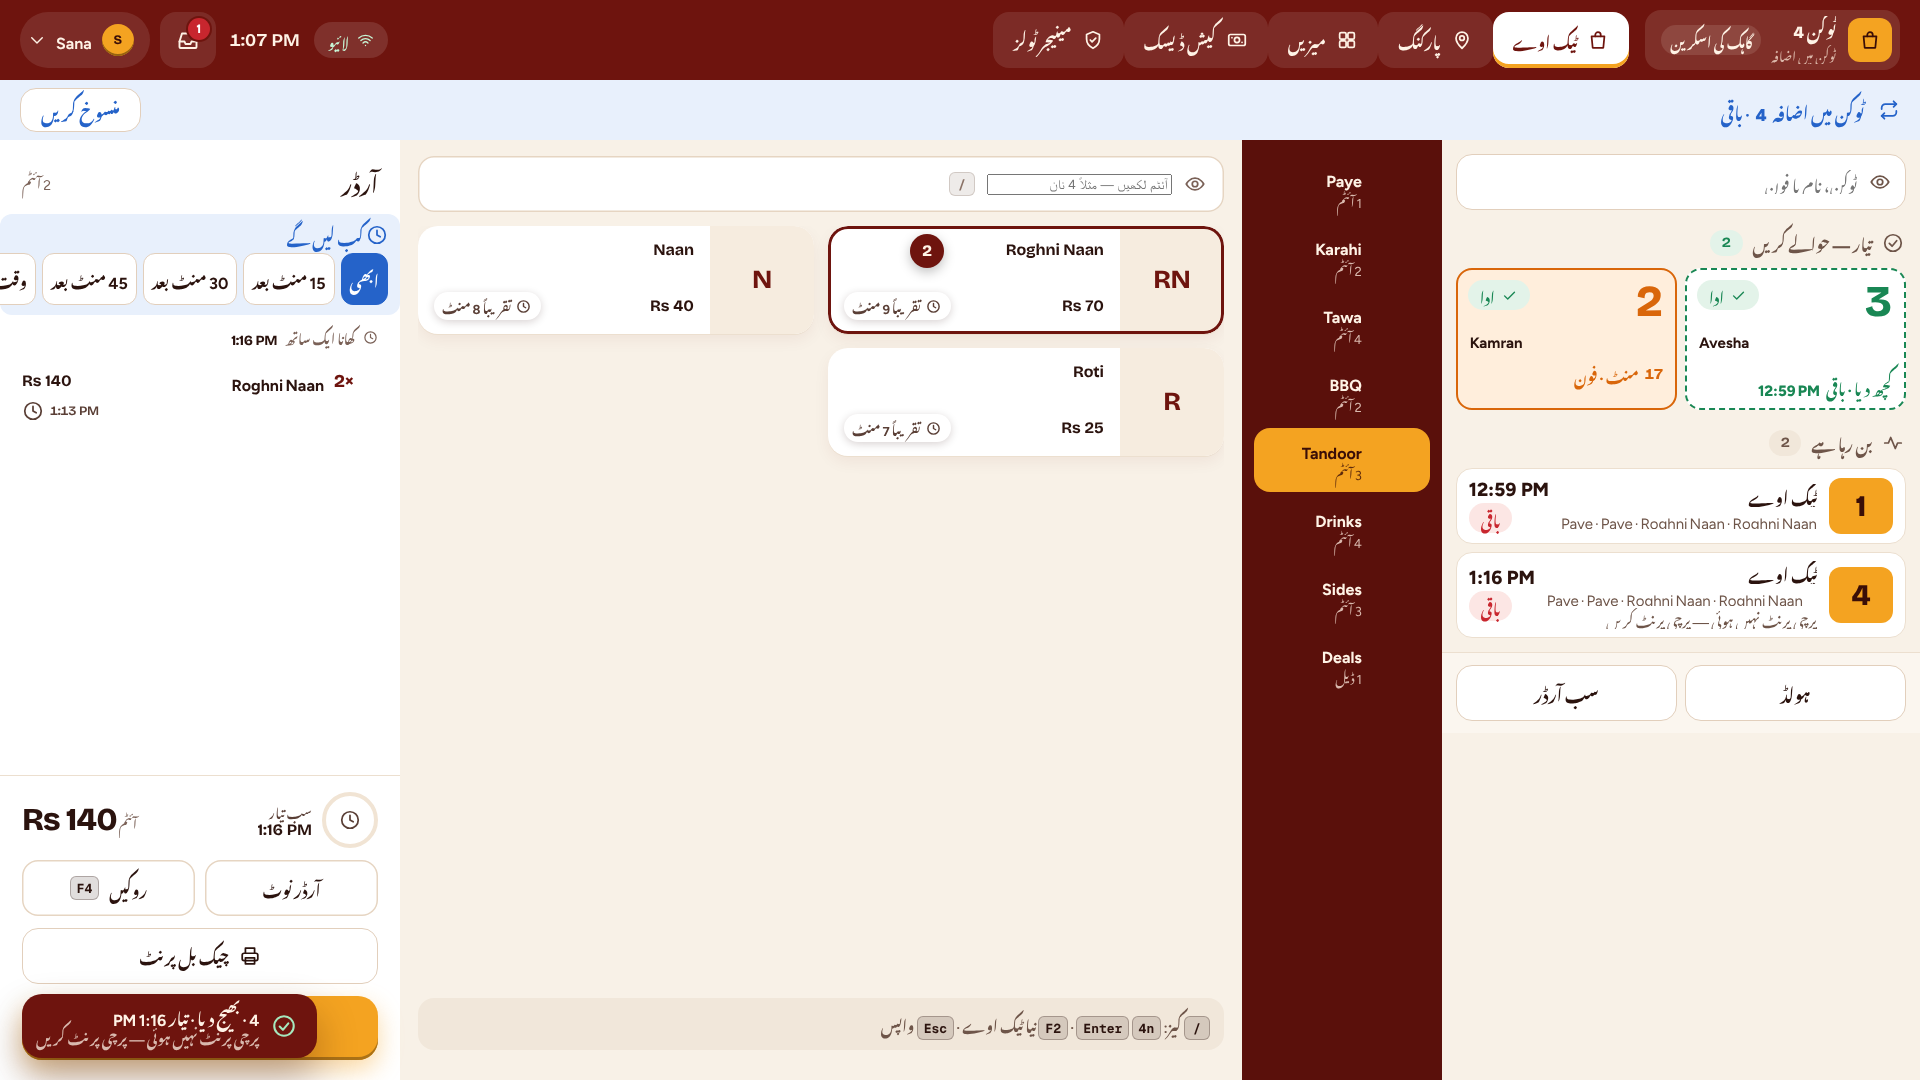 ٹوکن 4
ٹوکن میں اضافہ
گاہک کی اسکرین
ٹیک اوے
پارکنگ
میزیں
کیش ڈیسک
مینیجر ٹولز
لائیو
1:07 PM
1
S
Sana
ٹوکن میں اضافہ 4 · باقی
منسوخ کریں
تیار — حوالے کریں 2
3
ادا
Ayesha
کچھ دیا · باقی 12:59 PM
2
ادا
Kamran
17 منٹ · فون
بن رہا ہے 2
1
ٹیک اوے
Paye · Paye · Roghni Naan · Roghni Naan
12:59 PM
باقی
4
ٹیک اوے
Paye · Paye · Roghni Naan · Roghni Naan
پرچی پرنٹ نہیں ہوئی — پرچی پرنٹ کریں
1:16 PM
باقی
ہولڈ
سب آرڈر
Paye
1 آئٹم
Karahi
2 آئٹم
Tawa
4 آئٹم
BBQ
2 آئٹم
Tandoor
3 آئٹم
Drinks
4 آئٹم
Sides
3 آئٹم
Deals
1 ڈیل
آئٹم لکھیں — مثلاً 4 نان
/
RN
Roghni Naan
2
Rs 70
تقریباً 9 منٹ
N
Naan
Rs 40
تقریباً 8 منٹ
R
Roti
Rs 25
تقریباً 7 منٹ
/ کیز: 4n Enter · F2 نیا ٹیک اوے · Esc واپس
آرڈر
2 آئٹم
کب لیں گے
ابھی
15 منٹ بعد
30 منٹ بعد
45 منٹ بعد
وقت
کھانا ایک ساتھ 1:16 PM
2× Roghni Naan
Rs 140
1:13 PM
سب تیار
1:16 PM
آئٹم
Rs 140
آرڈر نوٹ
روکیں F4
چیک بل پرنٹ
4 · بھیج دیا · تیار 1:16 PM
پرچی پرنٹ نہیں ہوئی — پرچی پرنٹ کریں